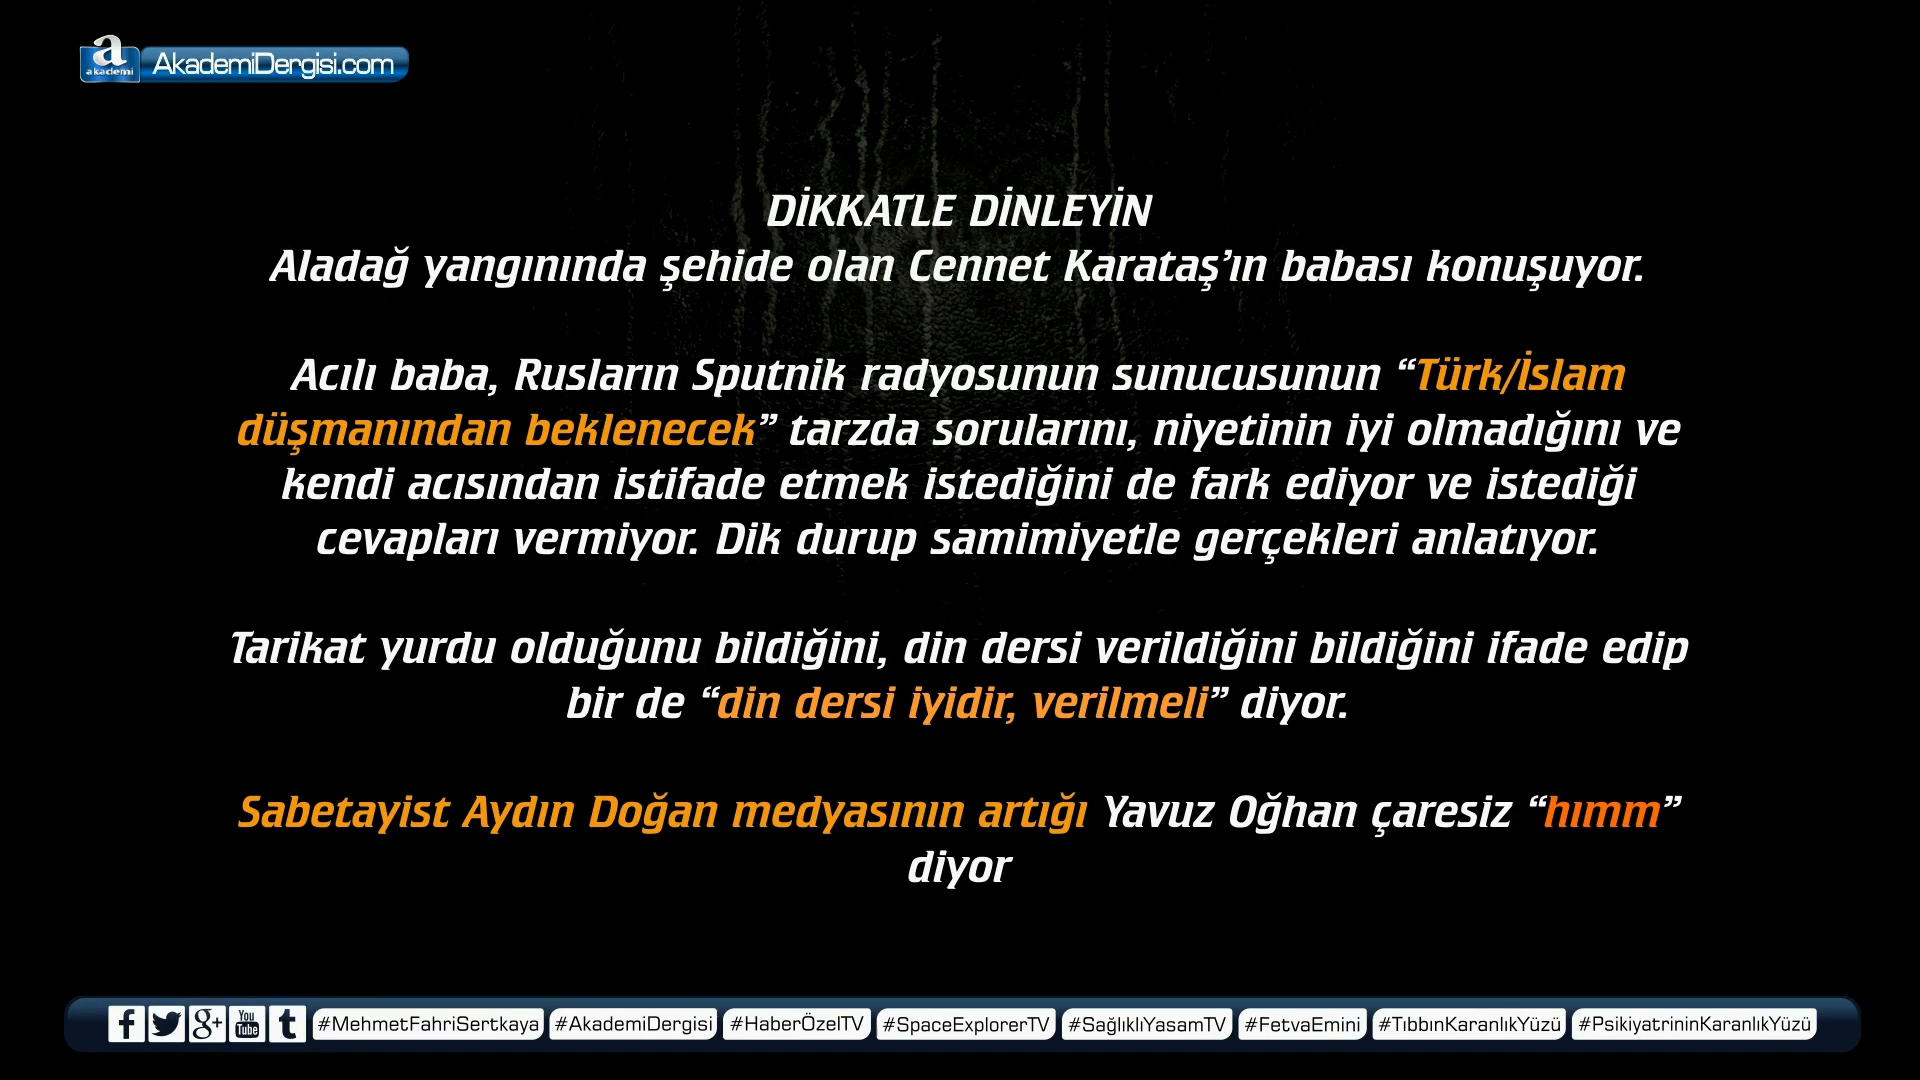 a
akademi
AkademiDergisi.com
DİKKATLE DİNLEYİN
Aladağ yangınında şehide olan Cennet Karataş’ın babası konuşuyor.
Acılı baba, Rusların Sputnik radyosunun sunucusunun “Türk/İslam
düşmanından beklenecek” tarzda sorularını, niyetinin iyi olmadığını ve
kendi acısından istifade etmek istediğini de fark ediyor ve istediği
cevapları vermiyor. Dik durup samimiyetle gerçekleri anlatıyor.
Tarikat yurdu olduğunu bildiğini, din dersi verildiğini bildiğini ifade edip
bir de “din dersi iyidir, verilmeli” diyor.
Sabetayist Aydın Doğan medyasının artığı Yavuz Oğhan çaresiz “hımm”
diyor
f g+ You Tube t #MehmetFahriSertkaya #AkademiDergisi #HaberÖzelTV #SpaceExplorerTV #SağlıklıYasamTV #FetvaEmini #TıbbınKaranlıkYüzü #PsikiyatrininKaranlıkYüzü